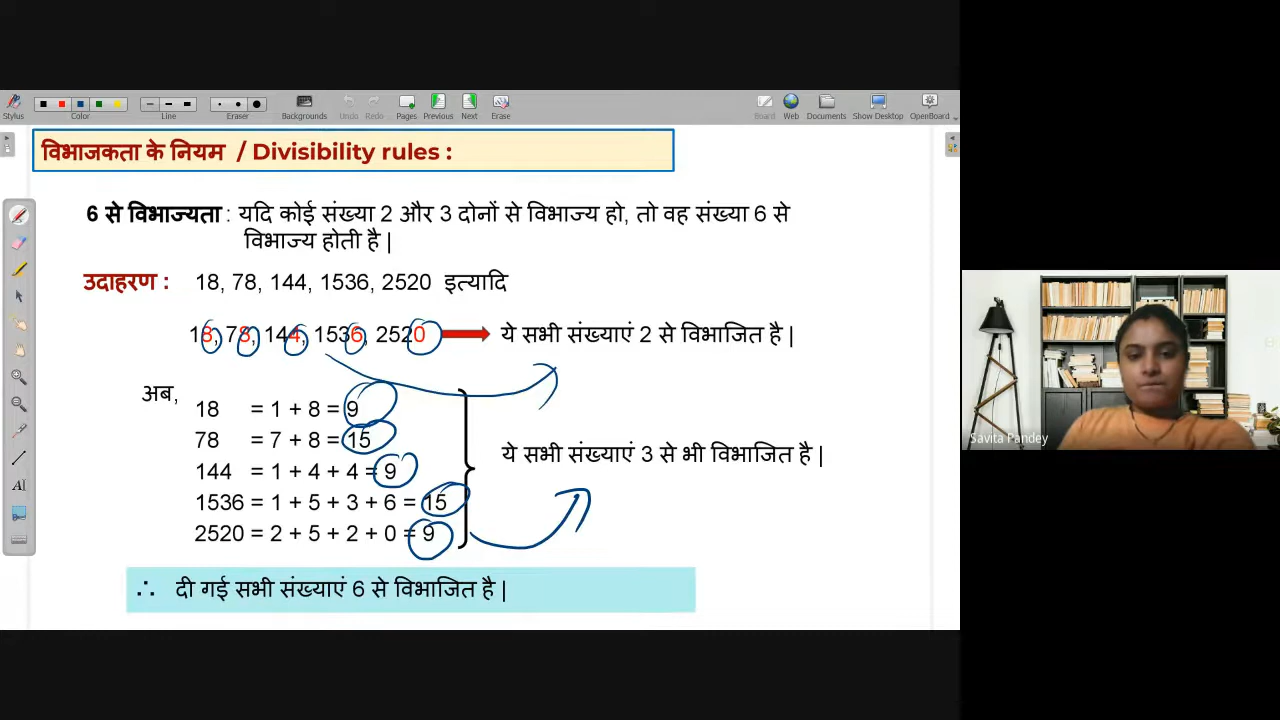 Stylus Color Line Eraser Backgrounds Undo Redo Pages Previous Next Erase Board Web Documents Show Desktop OpenBoard
विभाजकता के नियम / Divisibility rules :
6 से विभाज्यता : यदि कोई संख्या 2 और 3 दोनों से विभाज्य हो, तो वह संख्या 6 से
विभाज्य होती है |
उदाहरण : 18, 78, 144, 1536, 2520 इत्यादि
18, 78, 144, 1536, 2520 ये सभी संख्याएं 2 से विभाजित है |
अब,
18 = 1 + 8 = 9
78 = 7 + 8 = 15
144 = 1 + 4 + 4 = 9
ये सभी संख्याएं 3 से भी विभाजित है |
1536 = 1 + 5 + 3 + 6 = 15
2520 = 2 + 5 + 2 + 0 = 9
∴ दी गई सभी संख्याएं 6 से विभाजित है |
Savita Pandey